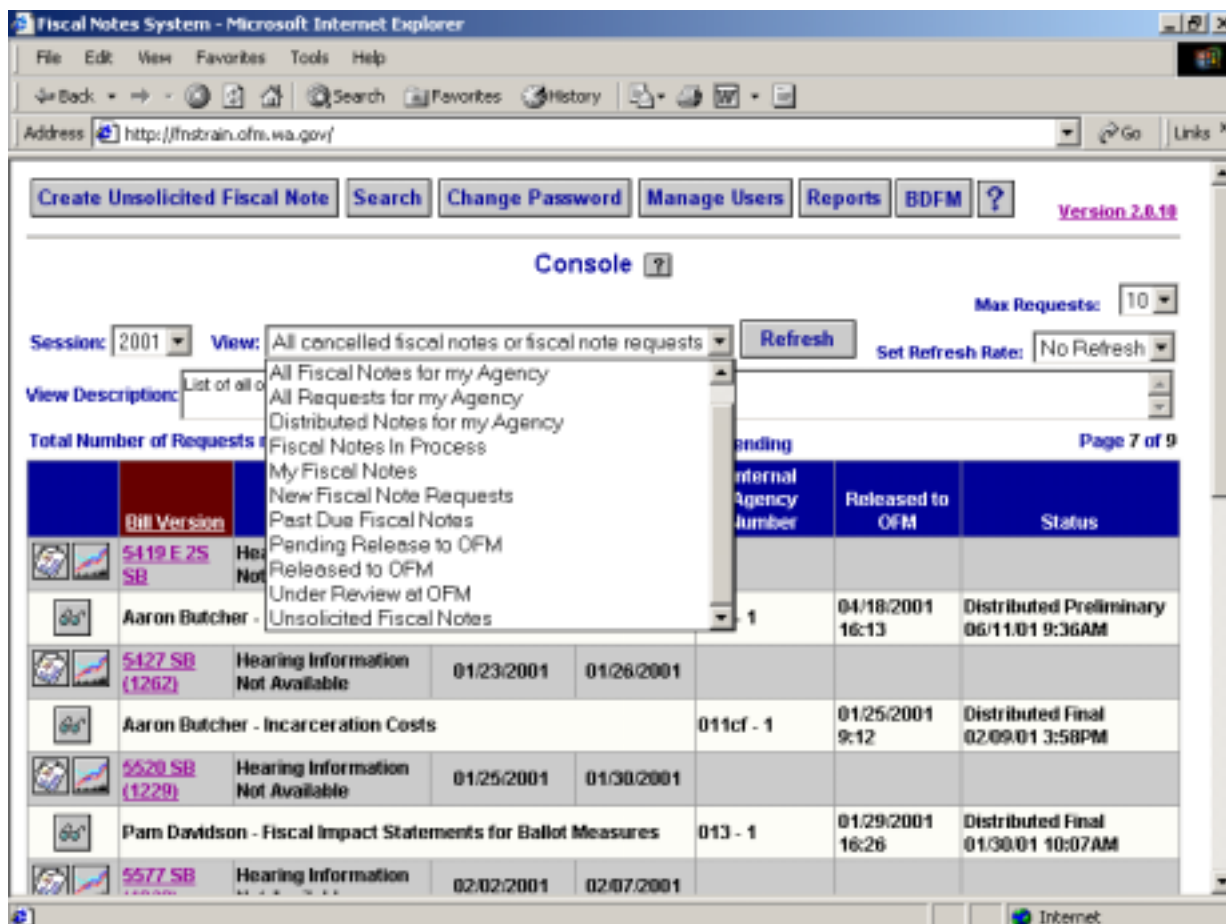 Fiscal Notes System - Microsoft Internet Explorer
File Edit View Favorites Tools Help
Back Search Favorites History
Address http://fnstrain.ofm.wa.gov/ Go Links
Create Unsolicited Fiscal Note Search Change Password Manage Users Reports BDFM ?
Version 2.0.10
Console ?
Max Requests: 10
Session: 2001 View: All cancelled fiscal notes or fiscal note requests Refresh Set Refresh Rate: No Refresh
View Description: List of all
All Fiscal Notes for my Agency
All Requests for my Agency
Distributed Notes for my Agency
Fiscal Notes In Process
My Fiscal Notes
New Fiscal Note Requests
Past Due Fiscal Notes
Pending Release to OFM
Released to OFM
Under Review at OFM
Unsolicited Fiscal Notes
Total Number of Requests
Page 7 of 9
Bill Version Agency Released to OFM Status
5419 E 2S SB
Aaron Butcher - - 1 04/18/2001 16:13 Distributed Preliminary 06/11/01 9:36AM
5427 SB (1262) Hearing Information Not Available 01/23/2001 01/26/2001
Aaron Butcher - Incarceration Costs 011cf - 1 01/25/2001 9:12 Distributed Final 02/09/01 3:58PM
5520 SB (1229) Hearing Information Not Available 01/25/2001 01/30/2001
Pam Davidson - Fiscal Impact Statements for Ballot Measures 013 - 1 01/29/2001 16:26 Distributed Final 01/30/01 10:07AM
5577 SB Hearing Information 02/02/2001 02/07/2001
Internet